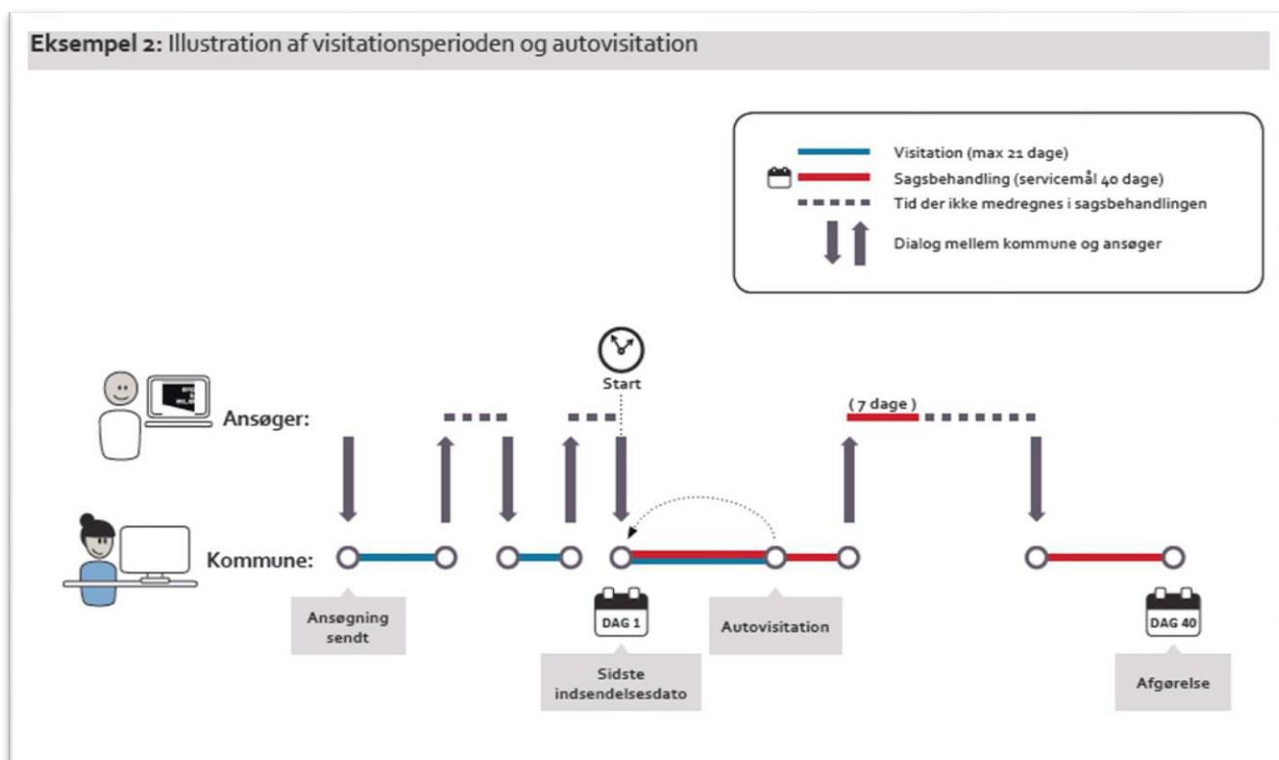 Eksempel 2: Illustration af visitationsperioden og autovisitation
Visitation (max 21 dage)
Sagsbehandling (servicemål 40 dage)
Tid der ikke medregnes i sagsbehandlingen
Dialog mellem kommune og ansøger
Start
Ansøger:
( 7 dage )
Kommune:
Ansøgning
sendt
DAG 1
Sidste
indsendelsesdato
Autovisitation
DAG 40
Afgørelse